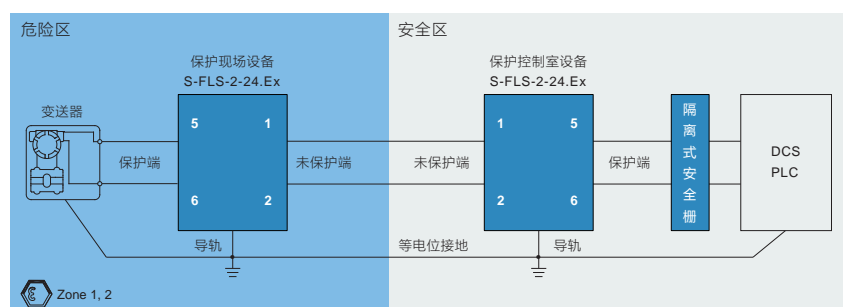 危险区
安全区
保护现场设备
S-FLS-2-24.Ex
保护控制室设备
S-FLS-2-24.Ex
变送器
5 1
6 2
保护端
未保护端
未保护端
1 5
2 6
保护端
隔离式安全栅
DCS
PLC
导轨
等电位接地
导轨
Zone 1, 2